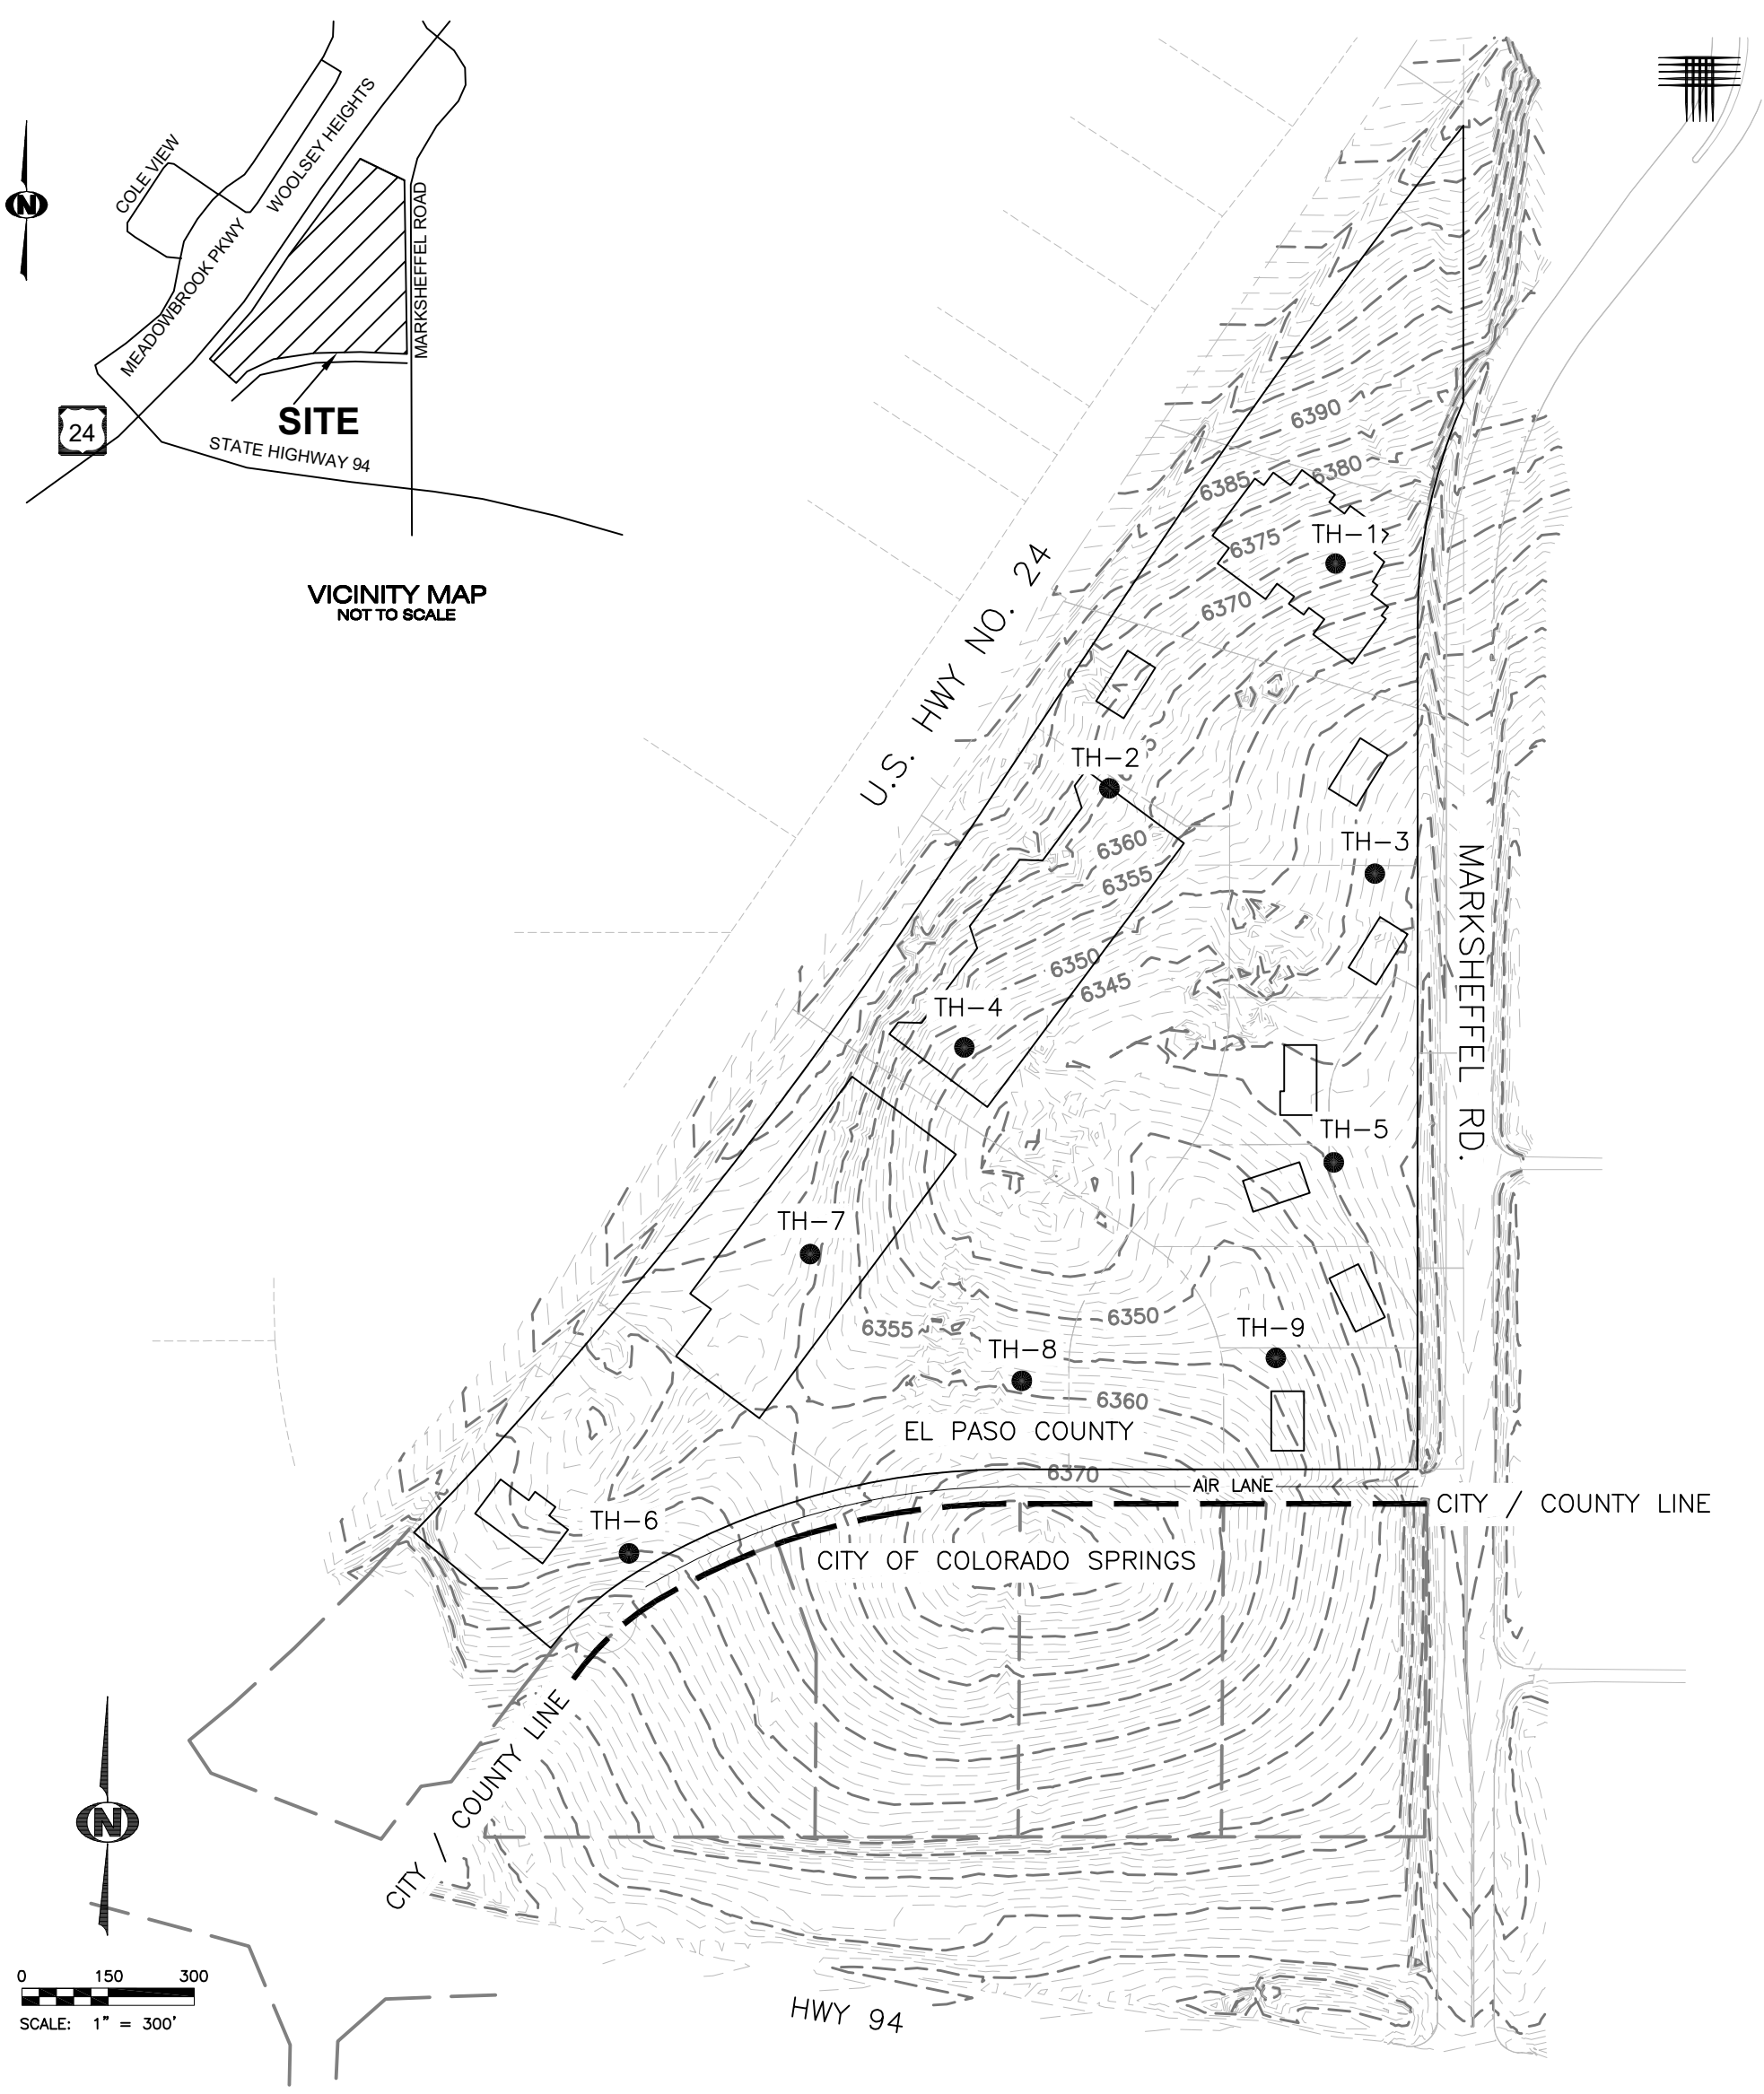 COLE VIEW
WOOLSEY HEIGHTS
MEADOWBROOK PKWY
MARKSHEFFEL ROAD
N
24
SITE
STATE HIGHWAY 94
VICINITY MAP
NOT TO SCALE
6390
6380
6385
TH-1
6375
6370
U.S. HWY NO. 24
TH-2
TH-3
6360
6355
MARKSHEFFEL RD.
6350
6345
TH-4
TH-5
TH-7
6350
6355
TH-9
TH-8
6360
EL PASO COUNTY
6370
AIR LANE
CITY / COUNTY LINE
TH-6
CITY OF COLORADO SPRINGS
CITY / COUNTY LINE
N
0 150 300
SCALE: 1" = 300'
HWY 94